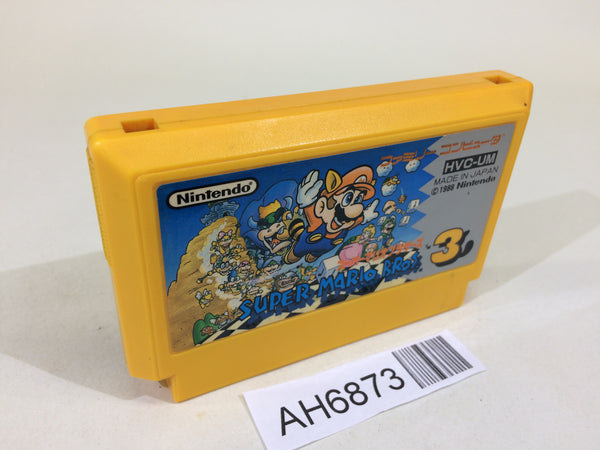 Nintendo
ファミリー コンピュータ
HVC-UM
MADE IN JAPAN
©1988 Nintendo
SUPER MARIO BROS. 3
AH6873